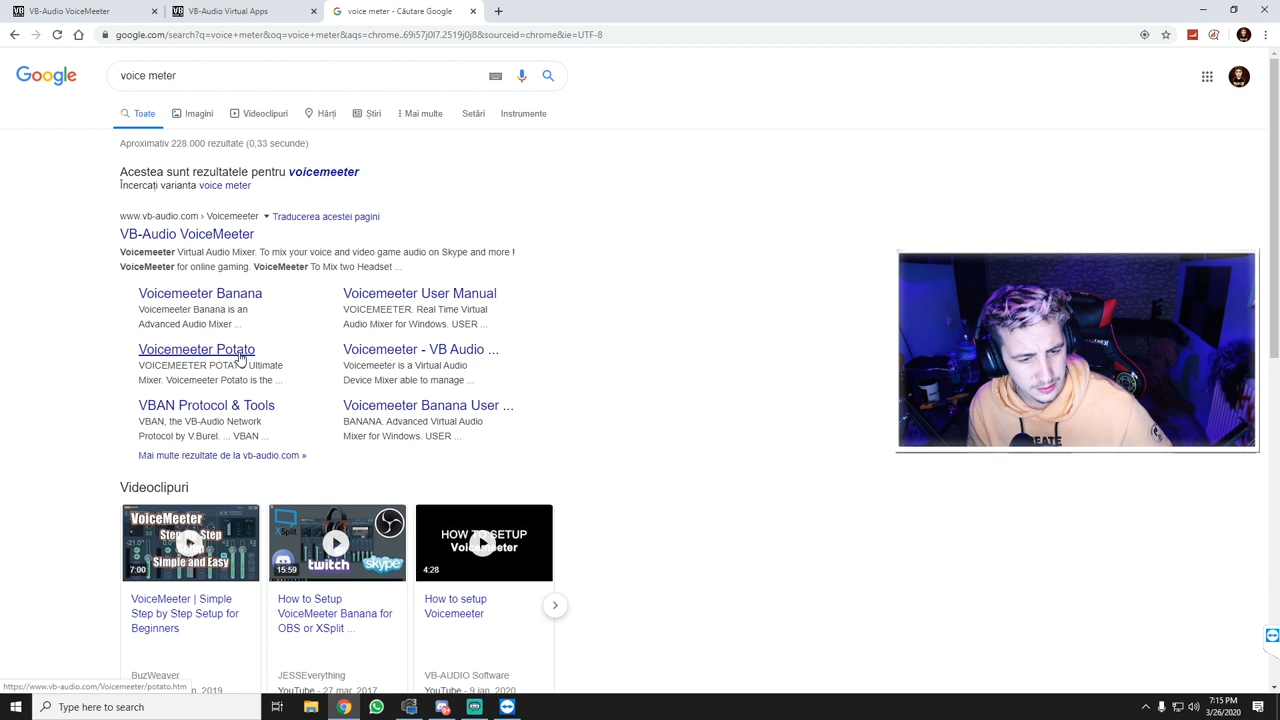 VB-Audio VoiceMeeter
VB-Audio Virtual Apps
voice meter - Căutare Google
google.com/search?q=voice+meter&oq=voice+meter&aqs=chrome..69i57j0l7.2519j0j8&sourceid=chrome&ie=UTF-8
Google
voice meter
Toate
Imagini
Videoclipuri
Hărți
Știri
Mai multe
Setări
Instrumente
Aproximativ 228.000 rezultate (0,33 secunde)
Acestea sunt rezultatele pentru voicemeeter
Încercați varianta voice meter
www.vb-audio.com › Voicemeeter
Traducerea acestei pagini
VB-Audio VoiceMeeter
Voicemeeter Virtual Audio Mixer. To mix your voice and video game audio on Skype and more !
VoiceMeeter for online gaming. VoiceMeeter To Mix two Headset ...
Voicemeeter Banana
Voicemeeter Banana is an
Advanced Audio Mixer ...
Voicemeeter User Manual
VOICEMEETER. Real Time Virtual
Audio Mixer for Windows. USER ...
Voicemeeter Potato
VOICEMEETER POTATO Ultimate
Mixer. Voicemeeter Potato is the ...
Voicemeeter - VB Audio ...
Voicemeeter is a Virtual Audio
Device Mixer able to manage ...
VBAN Protocol & Tools
VBAN, the VB-Audio Network
Protocol by V.Burel. ... VBAN ...
Voicemeeter Banana User ...
BANANA. Advanced Virtual Audio
Mixer for Windows. USER ...
Mai multe rezultate de la vb-audio.com »
Videoclipuri
VoiceMeeter
Step by Step
Simple and Easy
7:00
twitch
skype
15:59
HOW TO SETUP
Voicemeeter
4:28
VoiceMeeter | Simple
Step by Step Setup for
Beginners
How to Setup
VoiceMeeter Banana for
OBS or XSplit ...
How to setup
Voicemeeter
BuzWeaver
JESSEverything
YouTube - 27 mar. 2017
VB-AUDIO Software
YouTube - 9 ian. 2020
https://www.vb-audio.com/Voicemeeter/potato.htm
Type here to search
7:15 PM
3/26/2020